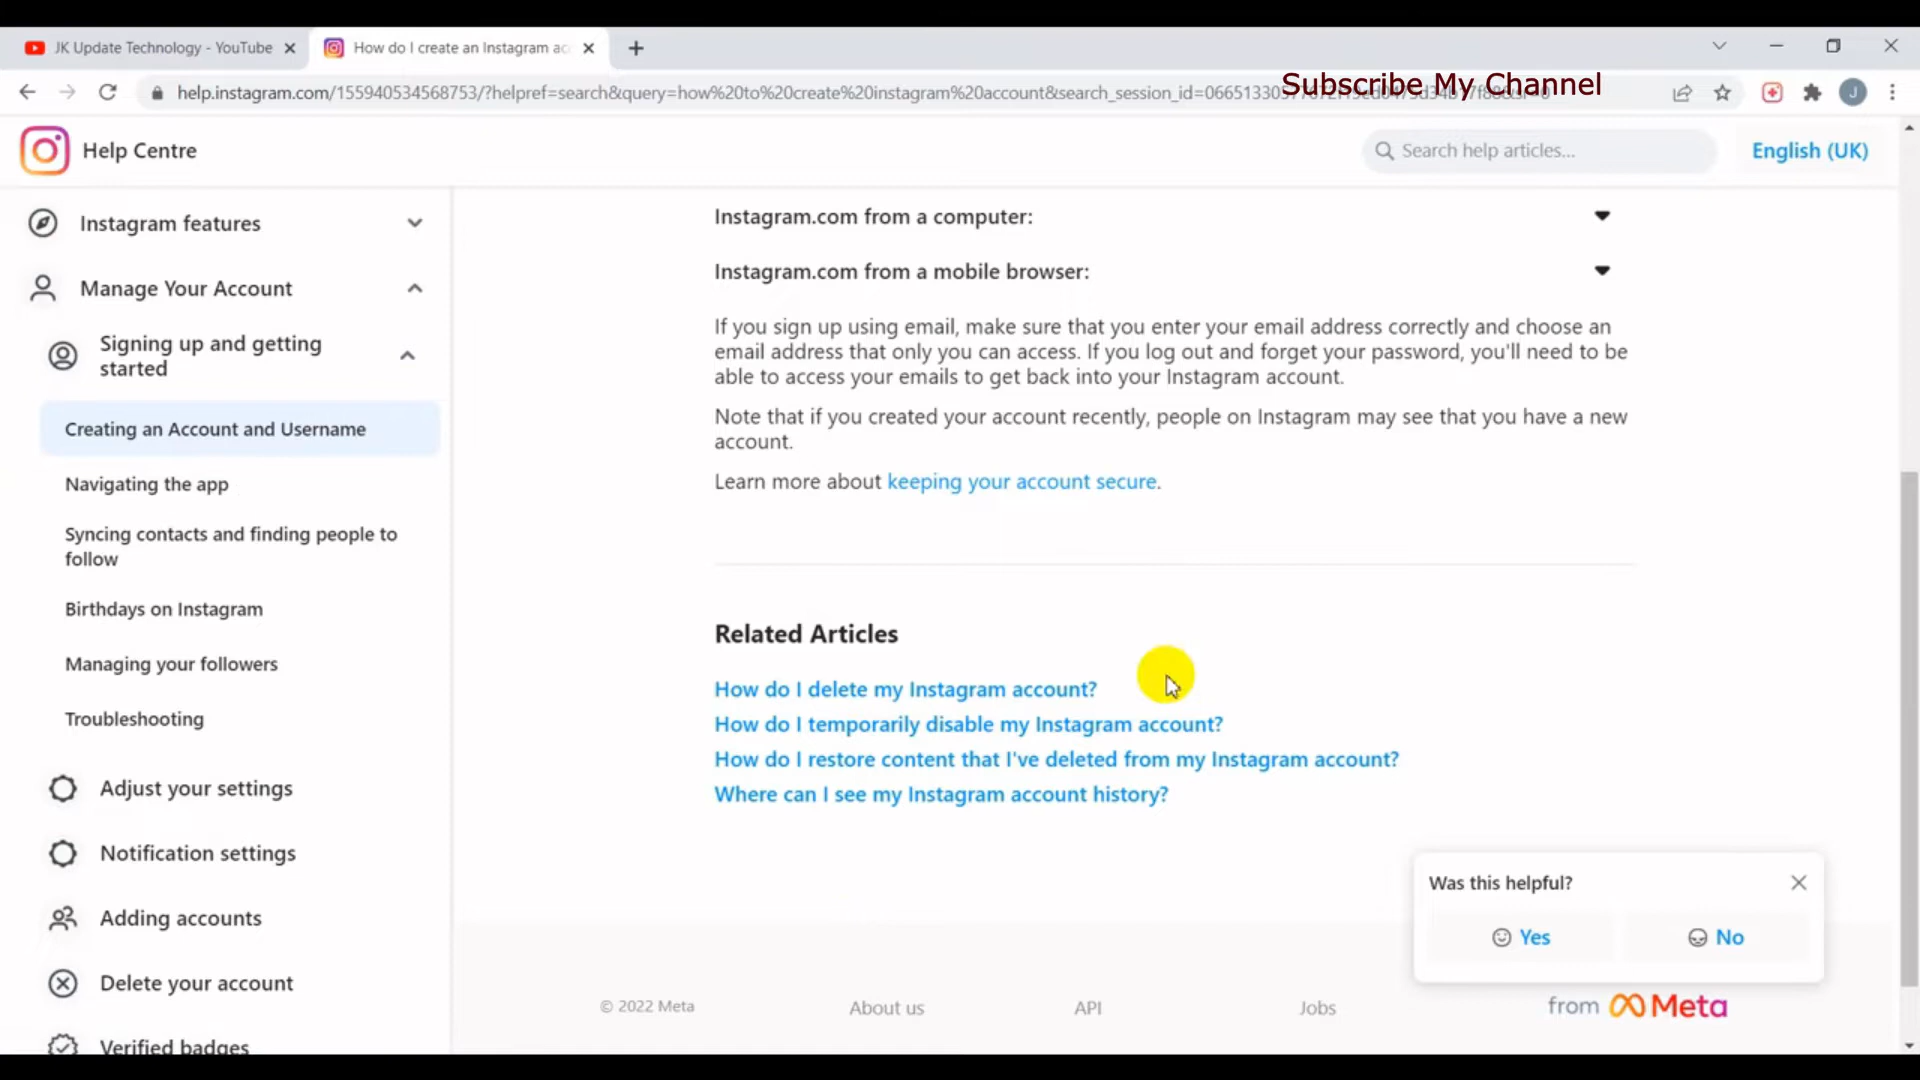 JK Update Technology - YouTube
How do I create an Instagram ac
Subscribe My Channel
help.instagram.com/155940534568753/?helpref=search&query=how%20to%20create%20instagram%20account&search_session_id=
Help Centre
Search help articles...
English (UK)
Instagram features
Manage Your Account
Signing up and getting
started
Creating an Account and Username
Navigating the app
Syncing contacts and finding people to
follow
Birthdays on Instagram
Managing your followers
Troubleshooting
Adjust your settings
Notification settings
Adding accounts
Delete your account
Verified badges
Instagram.com from a computer:
Instagram.com from a mobile browser:
If you sign up using email, make sure that you enter your email address correctly and choose an
email address that only you can access. If you log out and forget your password, you'll need to be
able to access your emails to get back into your Instagram account.
Note that if you created your account recently, people on Instagram may see that you have a new
account.
Learn more about keeping your account secure.
Related Articles
How do I delete my Instagram account?
How do I temporarily disable my Instagram account?
How do I restore content that I've deleted from my Instagram account?
Where can I see my Instagram account history?
Was this helpful?
Yes
No
© 2022 Meta
About us
API
Jobs
from Meta
J